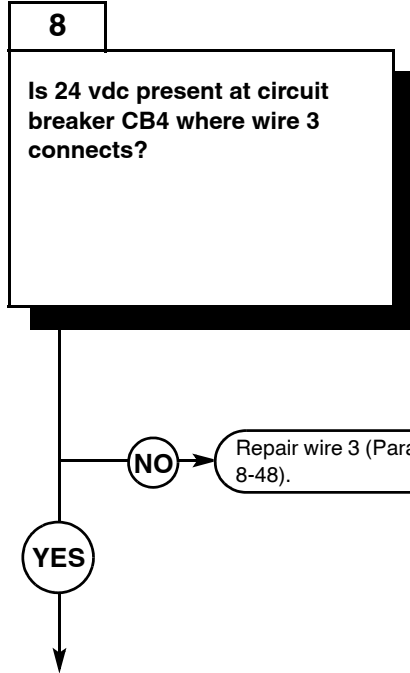 8
Is 24 vdc present at circuit
breaker CB4 where wire 3
connects?
NO
Repair wire 3 (Para
8-48).
YES